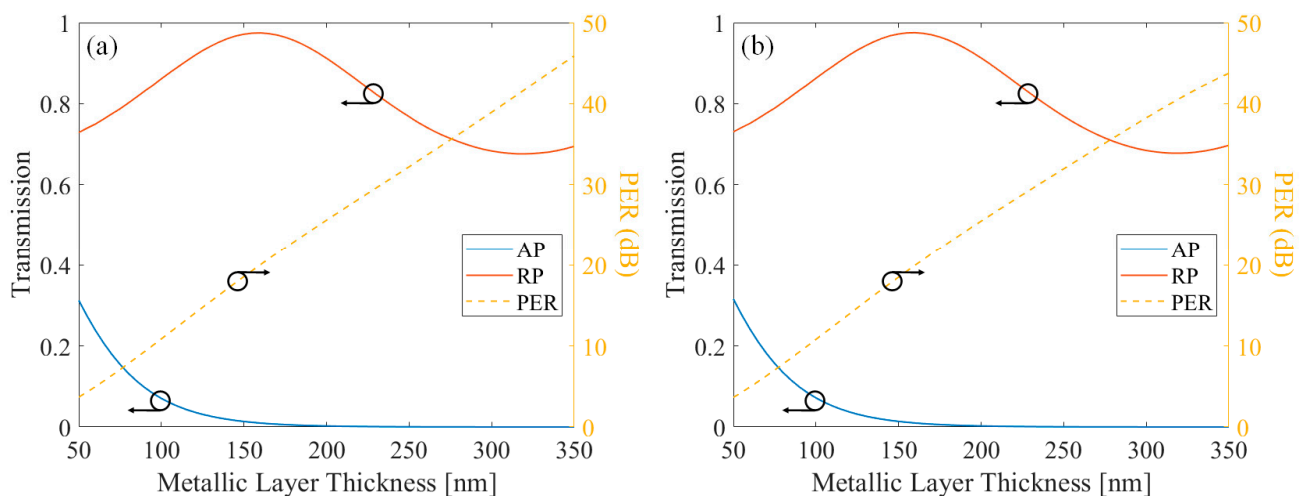 (a)
Transmission
1
0.8
0.6
0.4
0.2
0
50
40
30
20
10
0
PER (dB)
AP
RP
PER
50 100 150 200 250 300 350
Metallic Layer Thickness [nm]
(b)
Transmission
1
0.8
0.6
0.4
0.2
0
50
40
30
20
10
0
PER (dB)
AP
RP
PER
50 100 150 200 250 300 350
Metallic Layer Thickness [nm]